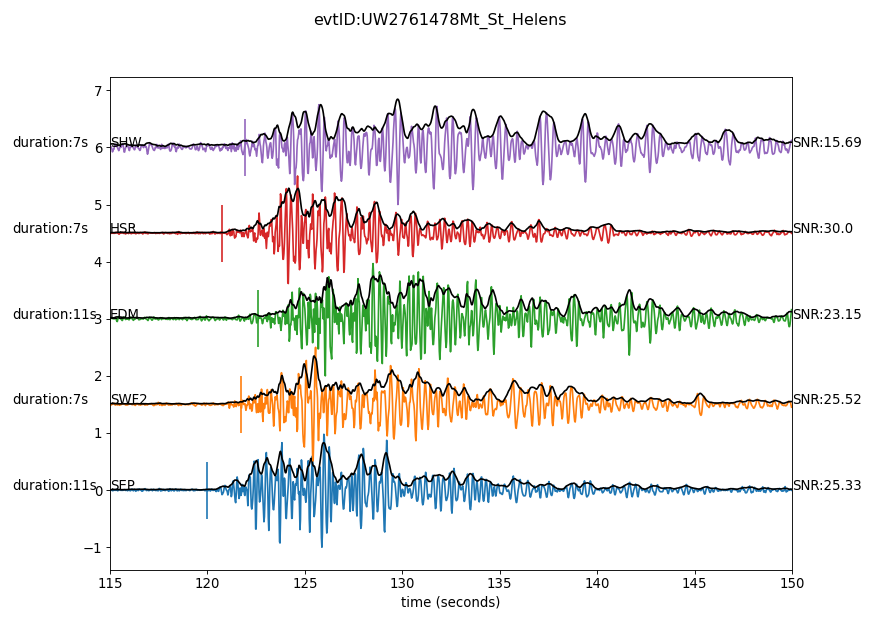 evtID:UW2761478Mt_St_Helens
7
duration:7s SHW SNR:15.69
6
5
duration:7s HSR SNR:30.0
4
duration:11s EDM SNR:23.15
3
2
duration:7s SWF2 SNR:25.52
1
duration:11s SEP SNR:25.33
0
−1
115 120 125 130 135 140 145 150
time (seconds)